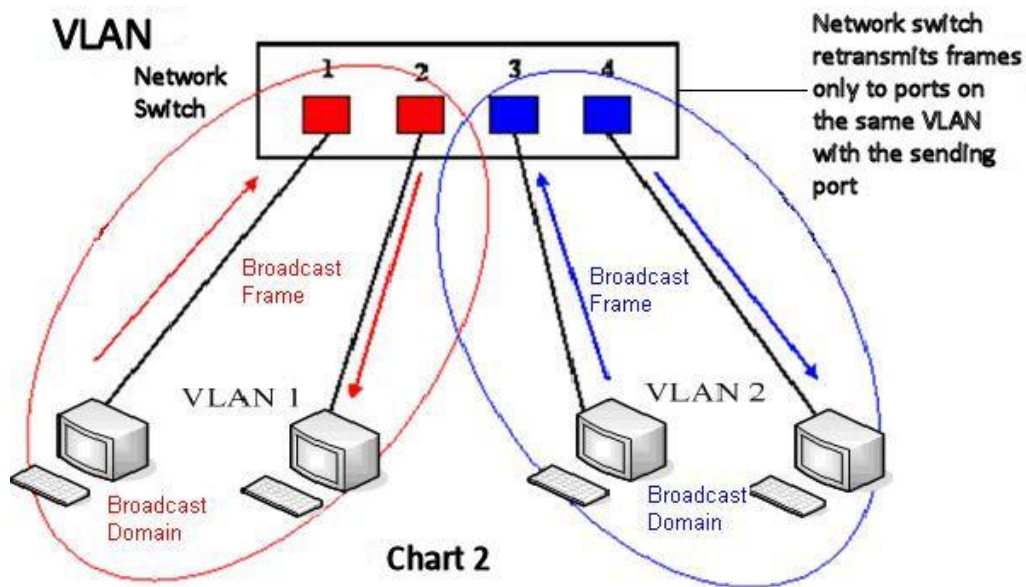 VLAN
Network
Switch
1 2 3 4
Network switch
retransmits frames
only to ports on
the same VLAN
with the sending
port
Broadcast
Frame
Broadcast
Frame
VLAN 1
VLAN 2
Broadcast
Domain
Broadcast
Domain
Chart 2